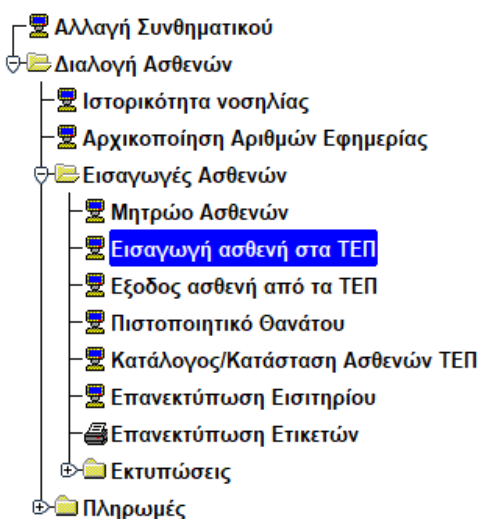 Αλλαγή Συνθηματικού
Διαλογή Ασθενών
Ιστορικότητα νοσηλίας
Αρχικοποίηση Αριθμών Εφημερίας
Εισαγωγές Ασθενών
Μητρώο Ασθενών
Εισαγωγή ασθενή στα ΤΕΠ
Εξοδος ασθενή από τα ΤΕΠ
Πιστοποιητικό Θανάτου
Κατάλογος/Κατάσταση Ασθενών ΤΕΠ
Επανεκτύπωση Εισιτηρίου
Επανεκτύπωση Ετικετών
Εκτυπώσεις
Πληρωμές